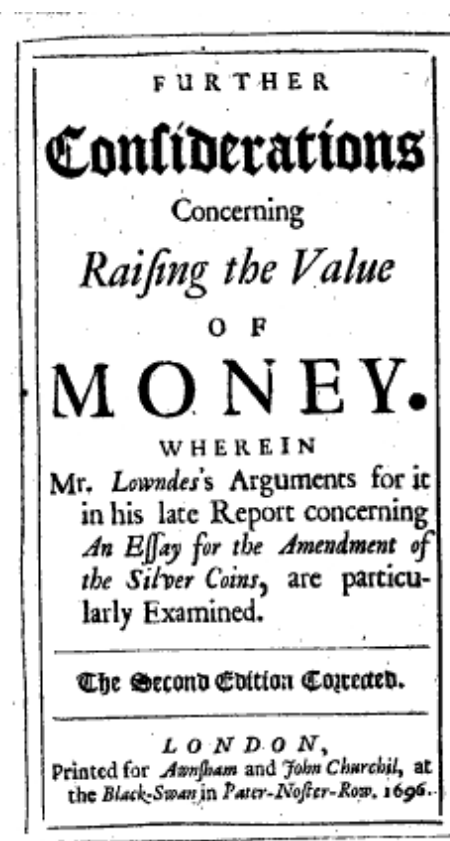 FURTHER
Conſiderations
Concerning
Raiſing the Value
OF
MONEY.
WHEREIN
Mr. Lowndes's Arguments for it
in his late Report concerning
An Eſſay for the Amendment of
the Silver Coins, are particu-
larly Examined.
The Second Edition Corrected.
LONDON,
Printed for Awnſham and John Churchil, at
the Black-Swan in Pater-Noſter-Row. 1696.